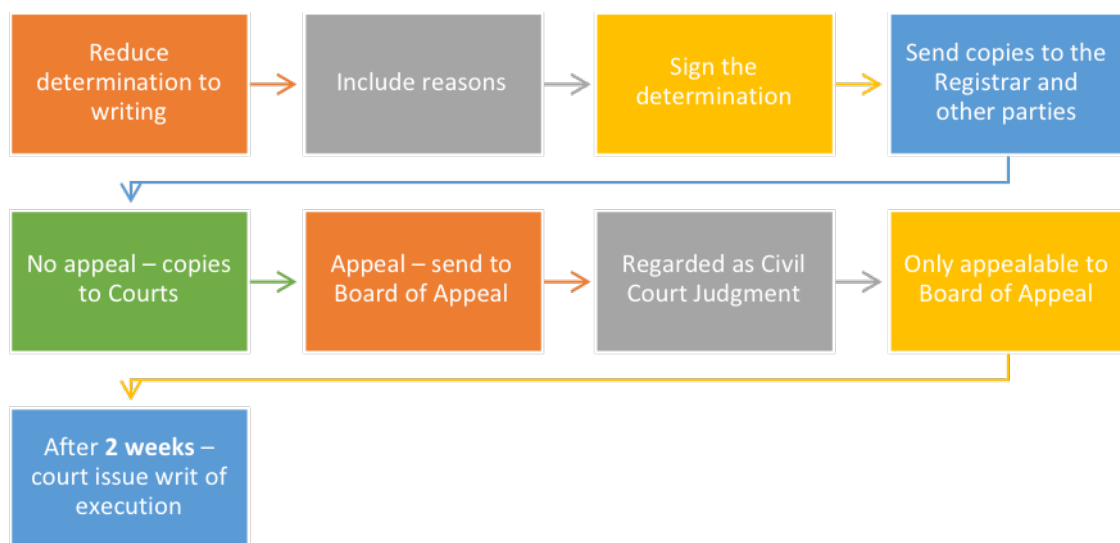 Reduce
determination to
writing
Include reasons
Sign the
determination
Send copies to the
Registrar and
other parties
No appeal – copies
to Courts
Appeal – send to
Board of Appeal
Regarded as Civil
Court Judgment
Only appealable to
Board of Appeal
After 2 weeks –
court issue writ of
execution